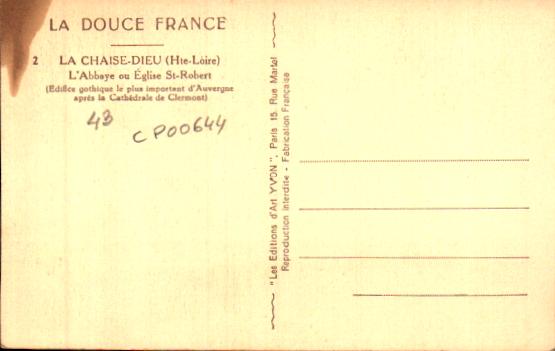 LA DOUCE FRANCE
2 LA CHAISE-DIEU (Hte-Loire)
L'Abbaye ou Église St-Robert
(Edifice gothique le plus important d'Auvergne
après la Cathédrale de Clermont)
43
CP00644
"Les Editions d'Art YVON", Paris 15, Rue Martel
Reproduction Interdite - Fabrication Française